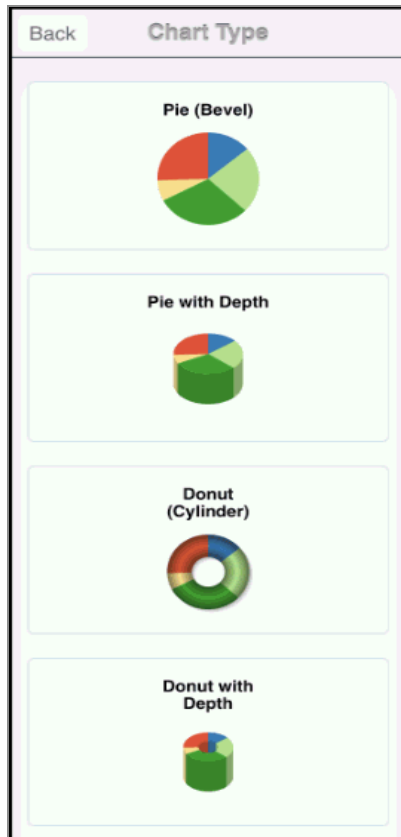 Back
Chart Type
Pie (Bevel)
Pie with Depth
Donut
(Cylinder)
Donut with
Depth